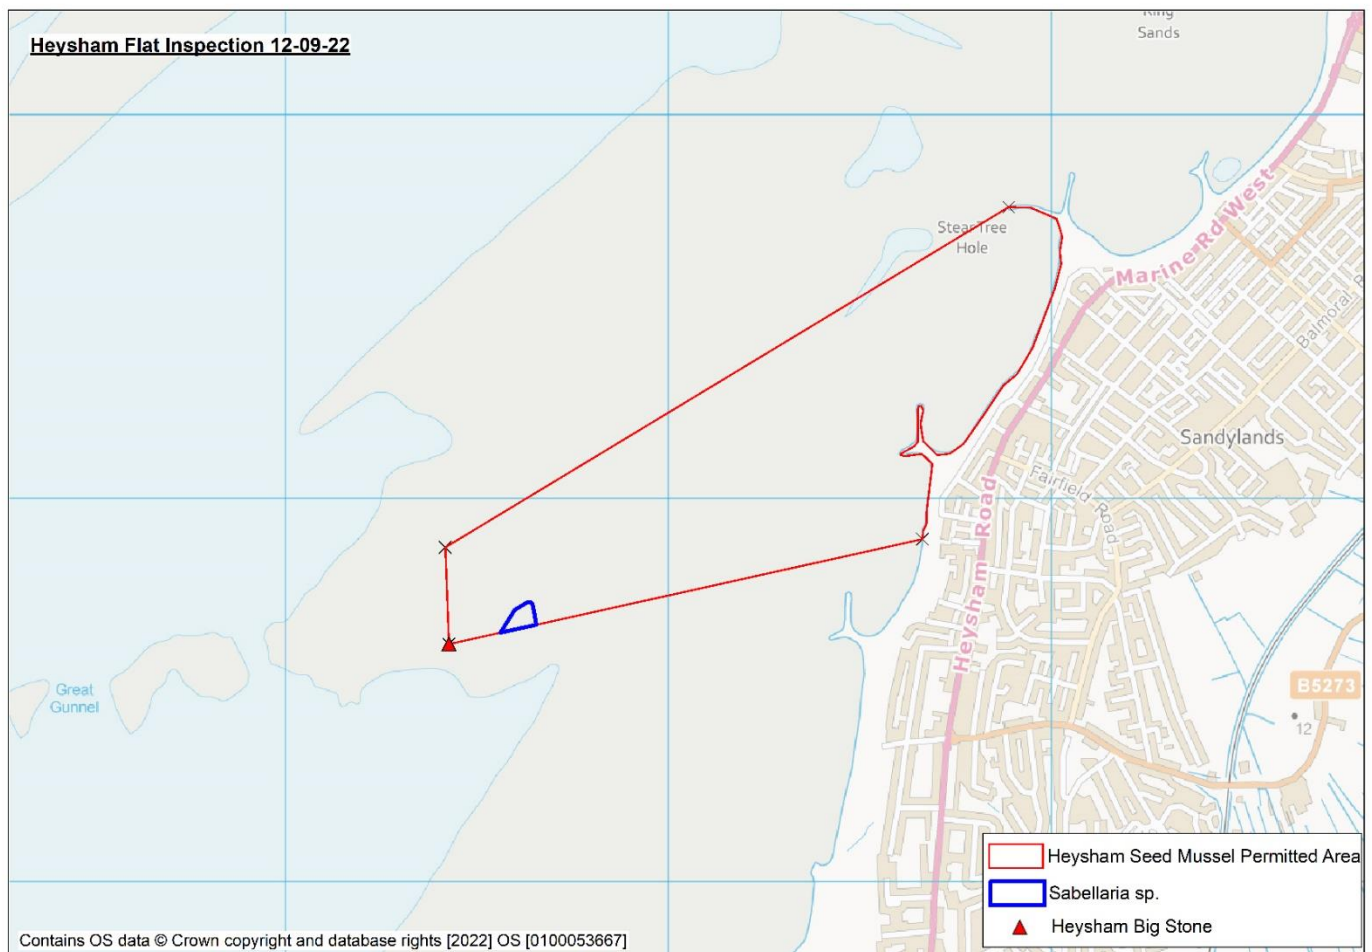 Heysham Flat Inspection 12-09-22
Sands
Stear Tree
Hole
Marine Rd West
Balmoral
Sandylands
Fairfield Road
Heysham Road
Great
Gunnel
B5273
12
Heysham Seed Mussel Permitted Area
Sabellaria sp.
Heysham Big Stone
Contains OS data © Crown copyright and database rights [2022] OS [0100053667]